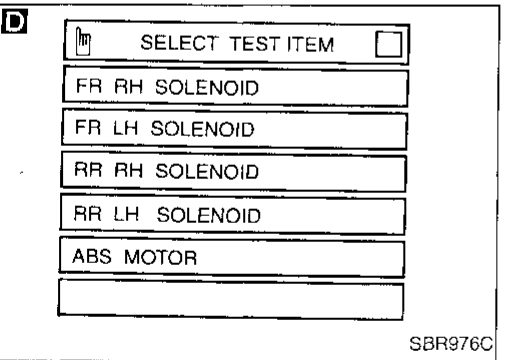 D
SELECT TEST ITEM
FR RH SOLENOID
FR LH SOLENOID
RR RH SOLENOID
RR LH SOLENOID
ABS MOTOR
SBR976C